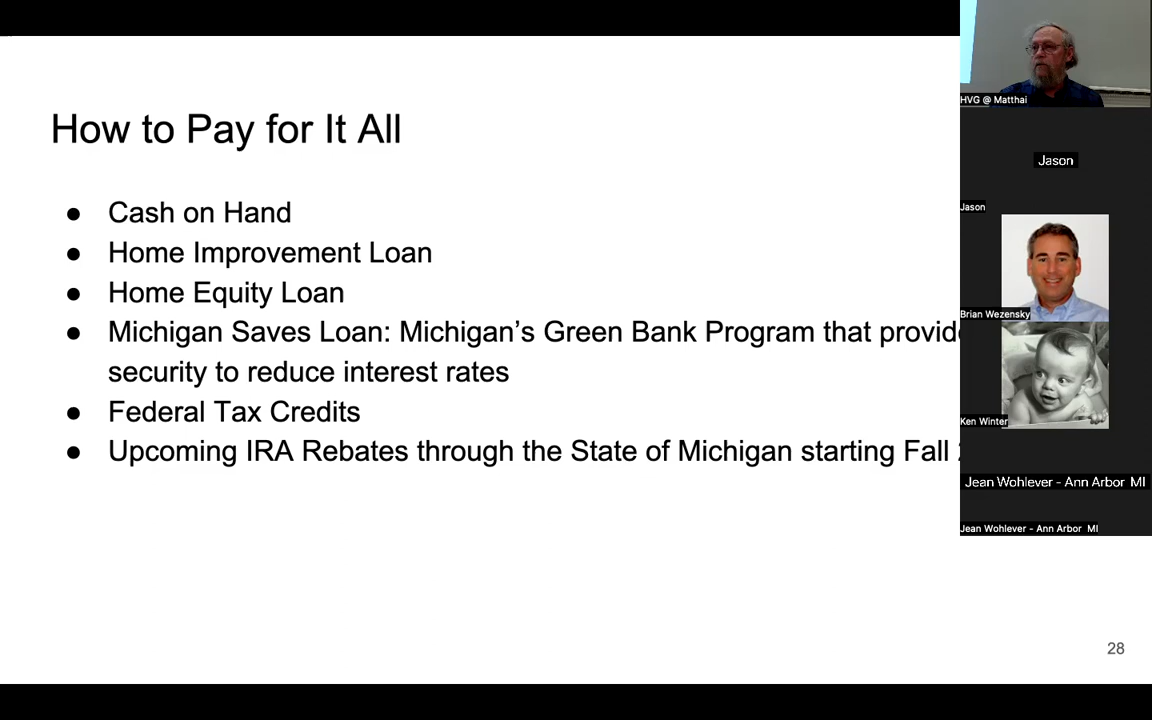 How to Pay for It All
● Cash on Hand
● Home Improvement Loan
● Home Equity Loan
● Michigan Saves Loan: Michigan’s Green Bank Program that
security to reduce interest rates
● Federal Tax Credits
● Upcoming IRA Rebates through the State of Michigan starting Fall
28
HVG @ Matthai
Jason
Jason
Brian Wezensky
Ken Winter
Jean Wohlever - Ann Arbor MI
Jean Wohlever - Ann Arbor MI